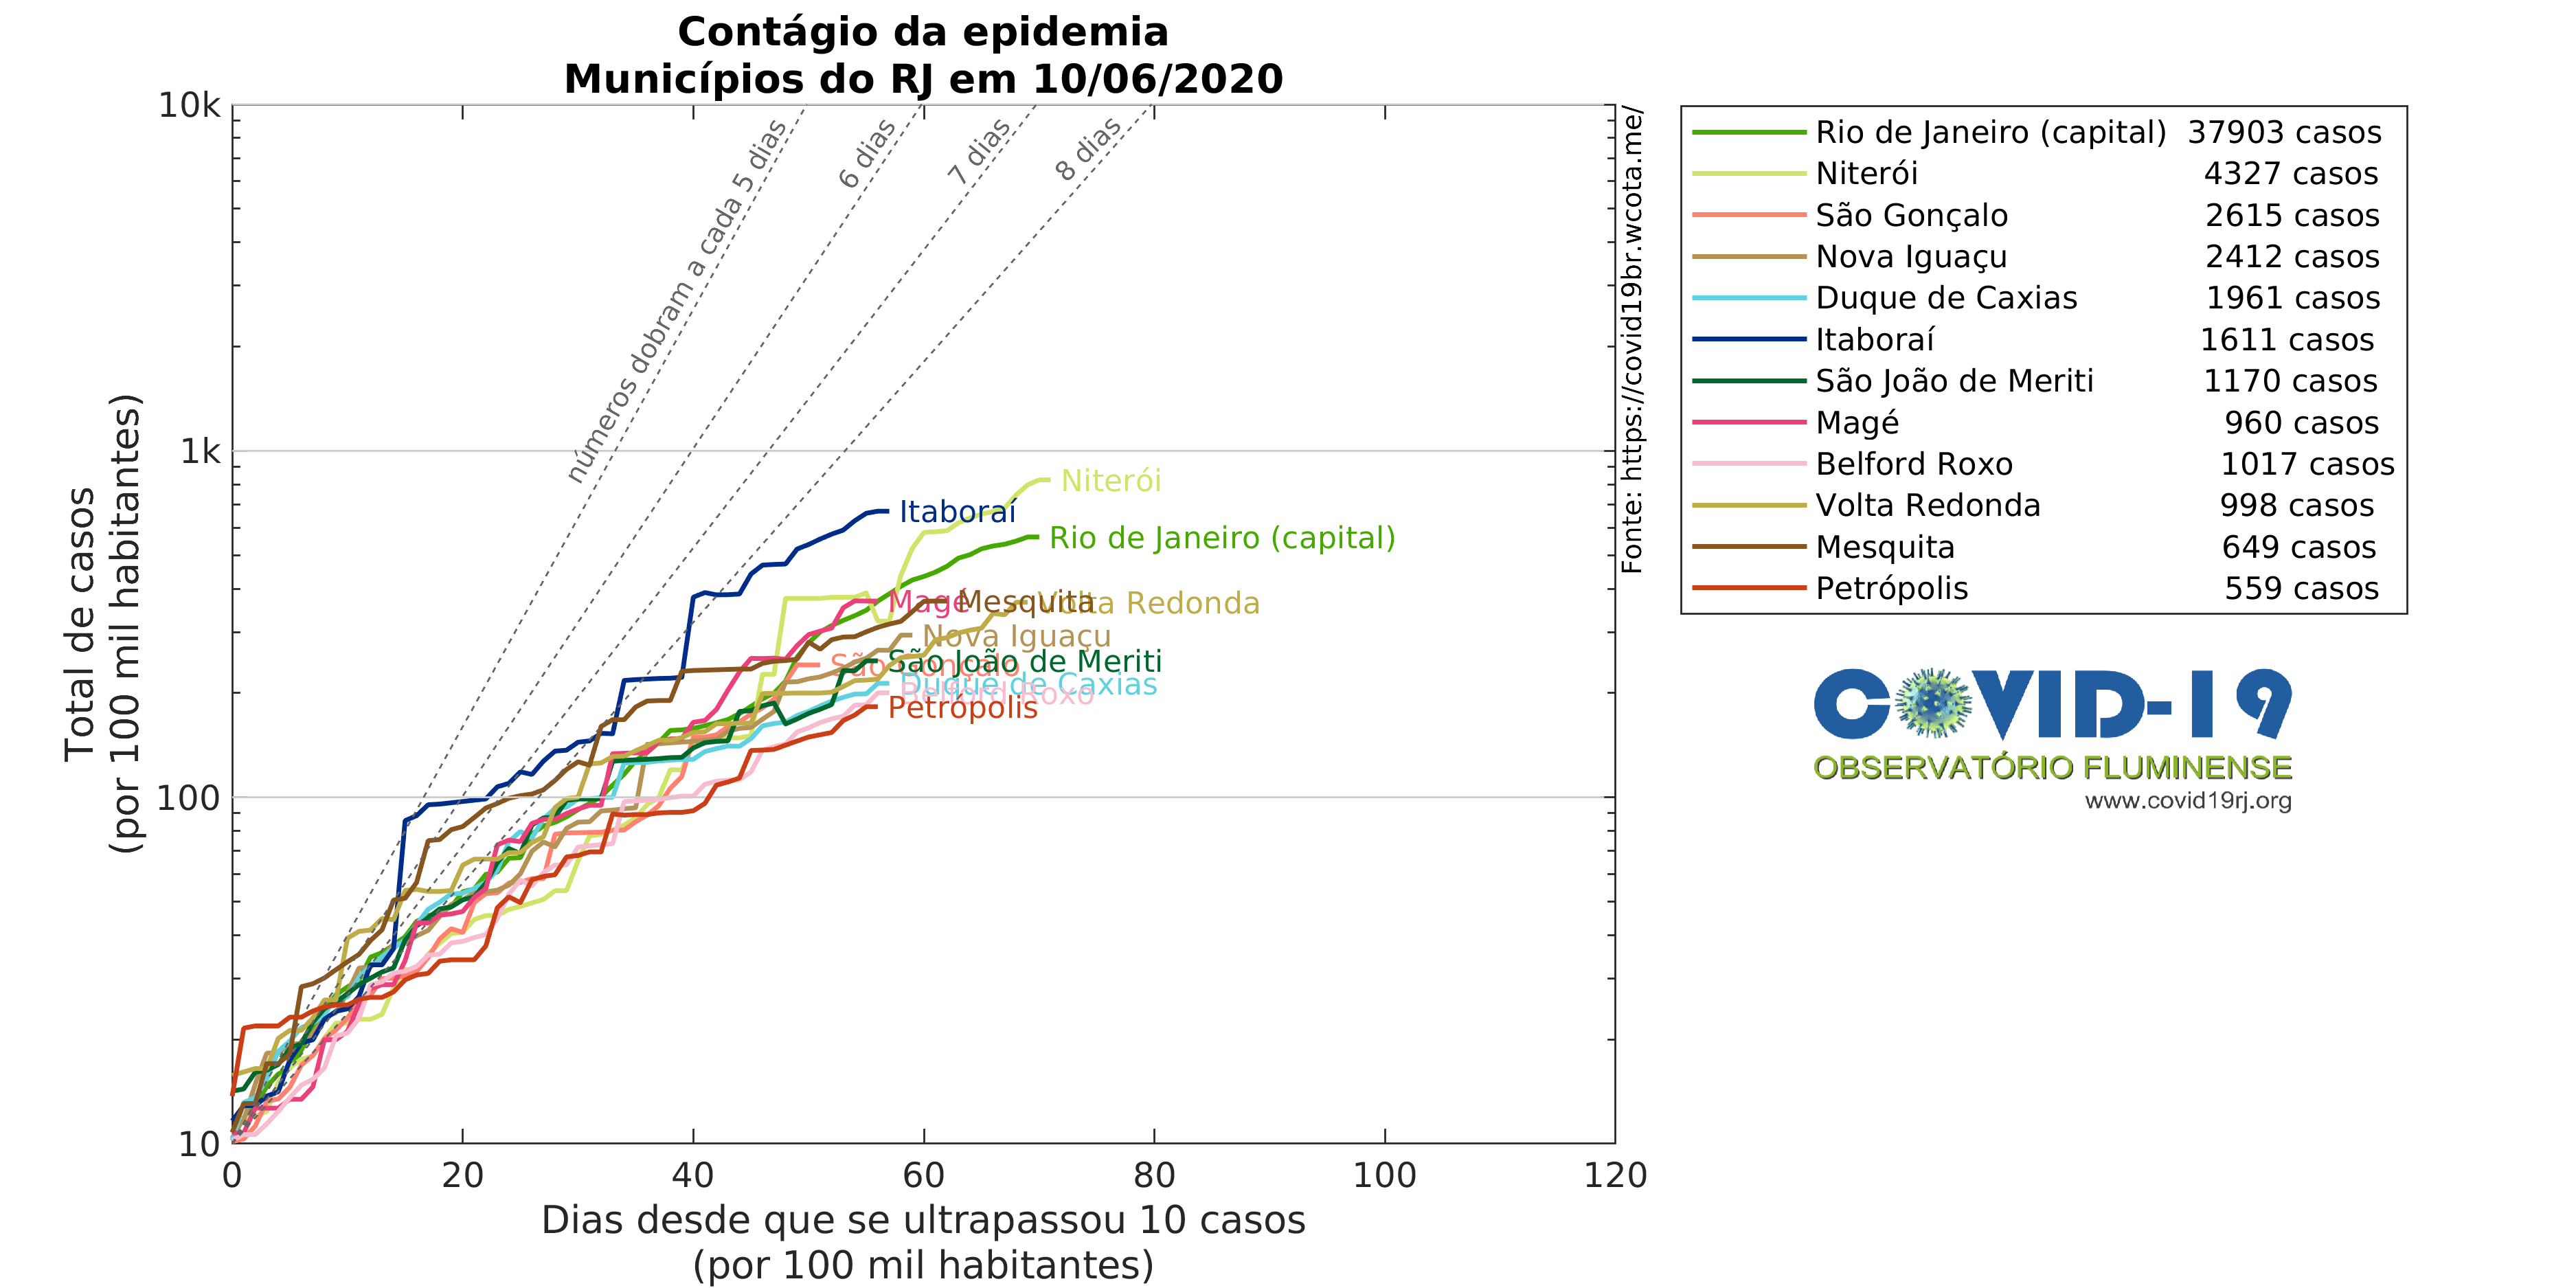 Contágio da epidemia
Municípios do RJ em 10/06/2020
Total de casos
(por 100 mil habitantes)
10k
1k
100
10
números dobram a cada 5 dias
6 dias
7 dias
8 dias
Niterói
Itaboraí
Rio de Janeiro (capital)
Magé
Mesquita
Volta Redonda
Nova Iguaçu
São Gonçalo
São João de Meriti
Duque de Caxias
Belford Roxo
Petrópolis
0 20 40 60 80 100 120
Dias desde que se ultrapassou 10 casos
(por 100 mil habitantes)
Fonte: https://covid19br.wcota.me/
Rio de Janeiro (capital) 37903 casos
Niterói 4327 casos
São Gonçalo 2615 casos
Nova Iguaçu 2412 casos
Duque de Caxias 1961 casos
Itaboraí 1611 casos
São João de Meriti 1170 casos
Magé 960 casos
Belford Roxo 1017 casos
Volta Redonda 998 casos
Mesquita 649 casos
Petrópolis 559 casos
COVID-19
OBSERVATÓRIO FLUMINENSE
www.covid19rj.org